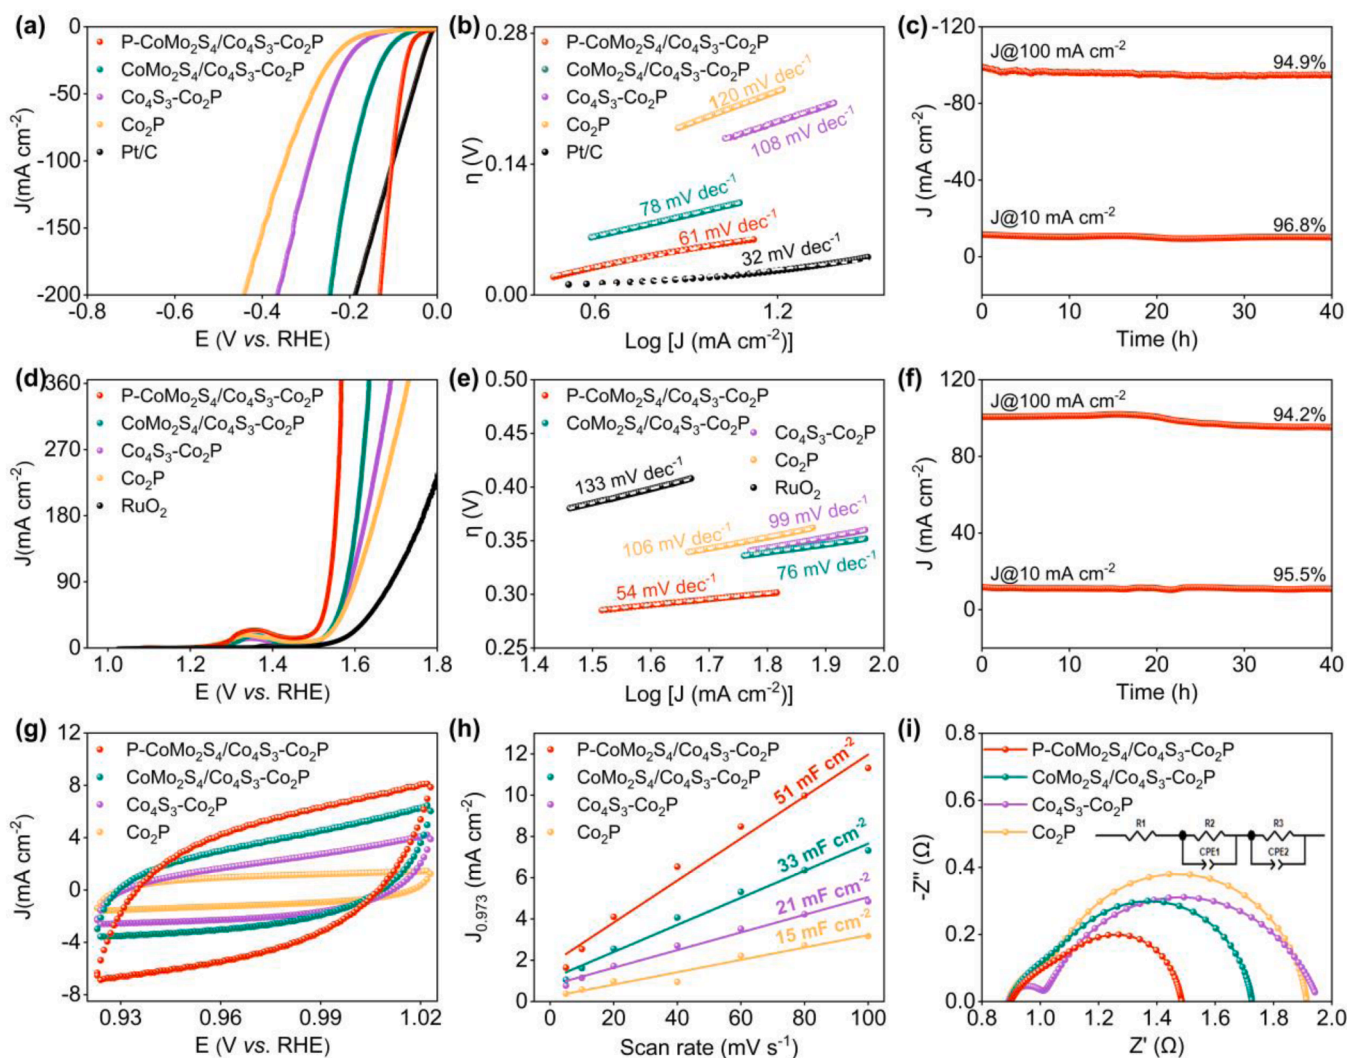 (a)
0
-50
-100
-150
-200
J(mA cm⁻²)
P-CoMo₂S₄/Co₄S₃-Co₂P
CoMo₂S₄/Co₄S₃-Co₂P
Co₄S₃-Co₂P
Co₂P
Pt/C
-0.8 -0.6 -0.4 -0.2 0.0
E (V vs. RHE)
(b)
0.28
0.14
0.00
η (V)
P-CoMo₂S₄/Co₄S₃-Co₂P
CoMo₂S₄/Co₄S₃-Co₂P
Co₄S₃-Co₂P
Co₂P
Pt/C
120 mV dec⁻¹
108 mV dec⁻¹
78 mV dec⁻¹
61 mV dec⁻¹
32 mV dec⁻¹
0.6 1.2
Log [J (mA cm⁻²)]
(c)
-120
-80
-40
0
J (mA cm⁻²)
J@100 mA cm⁻² 94.9%
J@10 mA cm⁻² 96.8%
0 10 20 30 40
Time (h)
(d)
360
270
180
90
0
J(mA cm⁻²)
P-CoMo₂S₄/Co₄S₃-Co₂P
CoMo₂S₄/Co₄S₃-Co₂P
Co₄S₃-Co₂P
Co₂P
RuO₂
1.0 1.2 1.4 1.6 1.8
E (V vs. RHE)
(e)
0.50
0.45
0.40
0.35
0.30
0.25
η (V)
P-CoMo₂S₄/Co₄S₃-Co₂P
CoMo₂S₄/Co₄S₃-Co₂P
Co₄S₃-Co₂P
Co₂P
RuO₂
133 mV dec⁻¹
106 mV dec⁻¹
99 mV dec⁻¹
76 mV dec⁻¹
54 mV dec⁻¹
1.4 1.5 1.6 1.7 1.8 1.9 2.0
Log [J (mA cm⁻²)]
(f)
120
80
40
0
J (mA cm⁻²)
J@100 mA cm⁻² 94.2%
J@10 mA cm⁻² 95.5%
0 10 20 30 40
Time (h)
(g)
12
8
4
0
-4
-8
J(mA cm⁻²)
P-CoMo₂S₄/Co₄S₃-Co₂P
CoMo₂S₄/Co₄S₃-Co₂P
Co₄S₃-Co₂P
Co₂P
0.93 0.96 0.99 1.02
E (V vs. RHE)
(h)
12
10
8
6
4
2
0
J₀.₉₇₃ (mA cm⁻²)
P-CoMo₂S₄/Co₄S₃-Co₂P
CoMo₂S₄/Co₄S₃-Co₂P
Co₄S₃-Co₂P
Co₂P
51 mF cm⁻²
33 mF cm⁻²
21 mF cm⁻²
15 mF cm⁻²
0 20 40 60 80 100
Scan rate (mV s⁻¹)
(i)
0.8
0.6
0.4
0.2
0.0
-Z" (Ω)
P-CoMo₂S₄/Co₄S₃-Co₂P
CoMo₂S₄/Co₄S₃-Co₂P
Co₄S₃-Co₂P
Co₂P
R1 R2 R3
CPE1 CPE2
0.8 1.0 1.2 1.4 1.6 1.8 2.0
Z' (Ω)